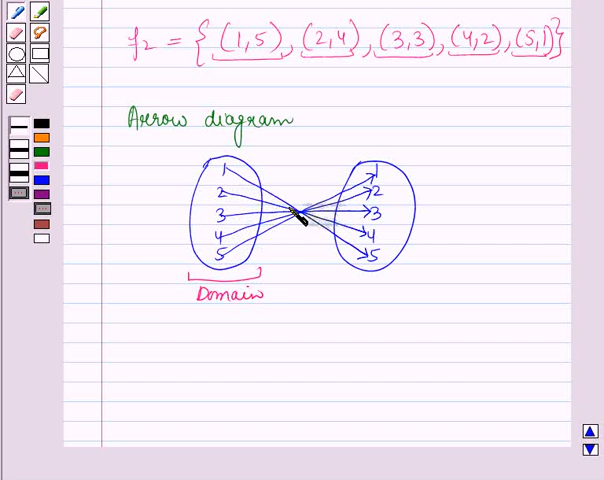 f₂ = { (1,5), (2,4), (3,3), (4,2), (5,1) }
Arrow diagram
1 1
2 2
3 3
4 4
5 5
Domain